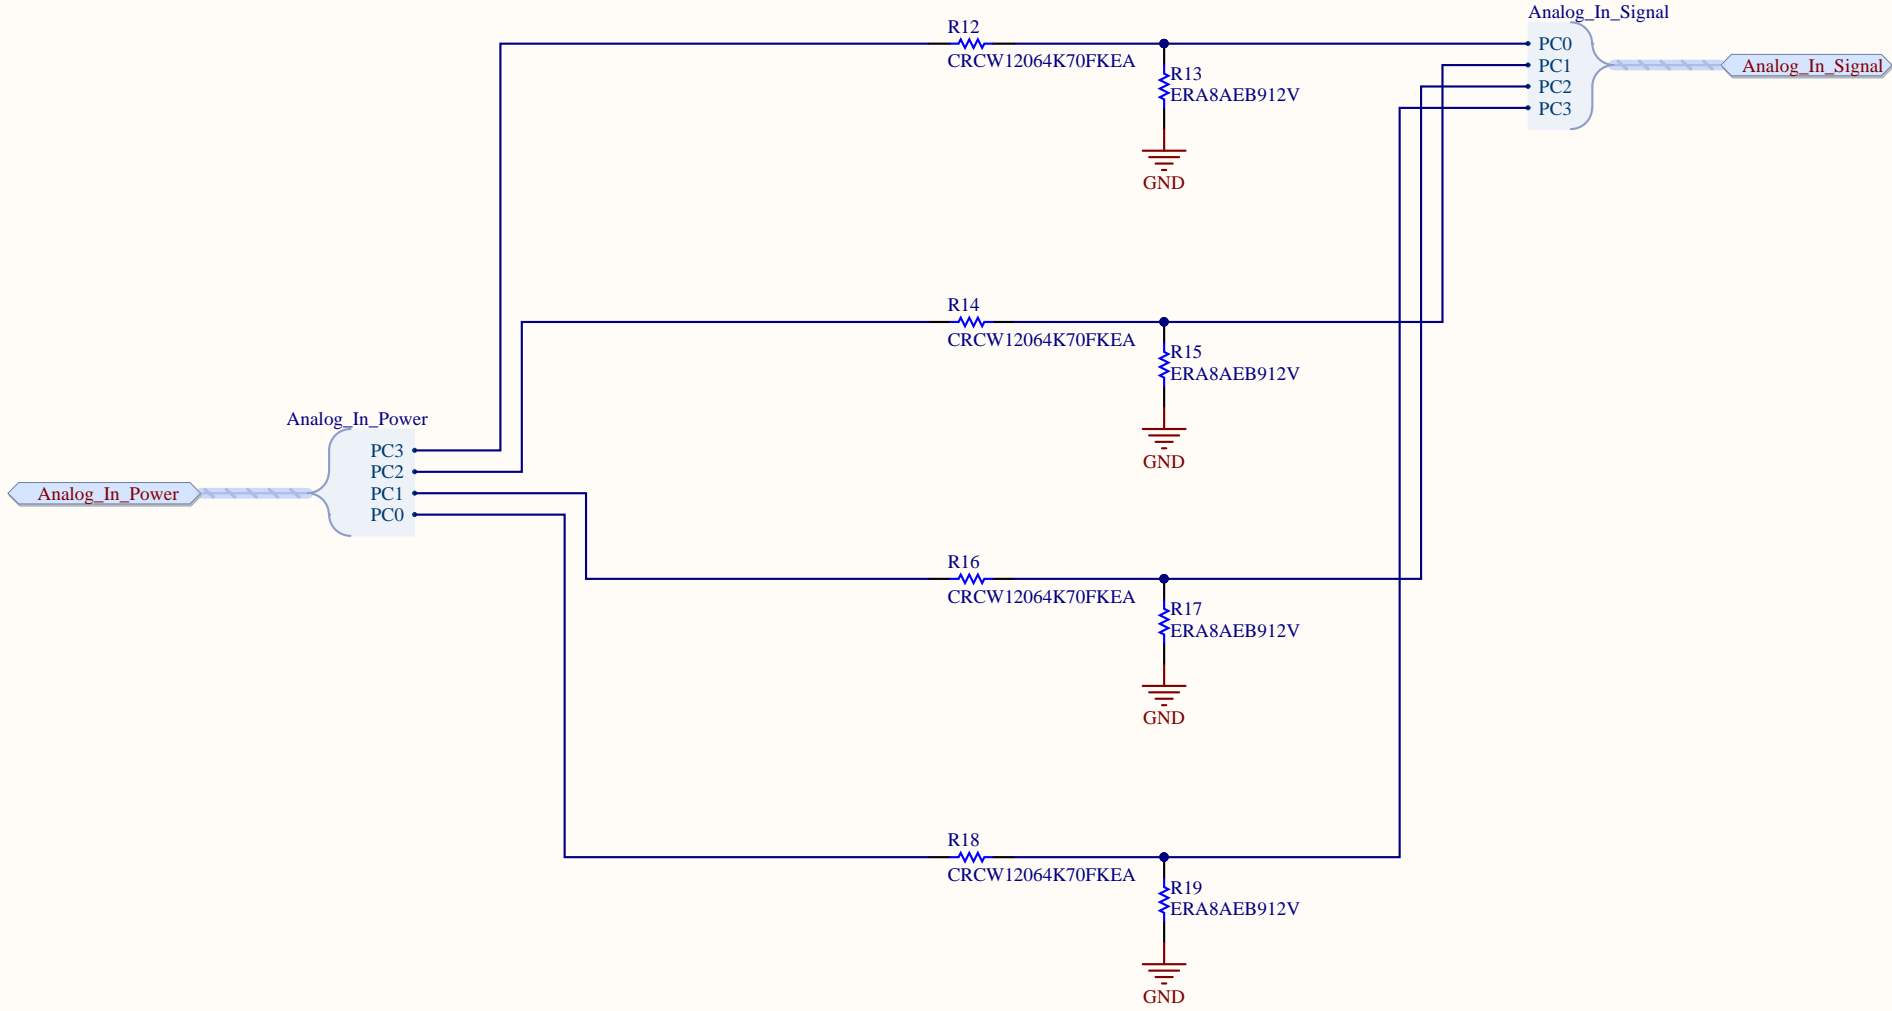 Analog_In_Signal
R12
PC0
CRCW12064K70FKEA
PC1
Analog_In_Signal
R13
PC2
ERA8AEB912V
PC3
GND
R14
CRCW12064K70FKEA
R15
ERA8AEB912V
Analog_In_Power
PC3
GND
PC2
Analog_In_Power
PC1
PC0
R16
CRCW12064K70FKEA
R17
ERA8AEB912V
GND
R18
CRCW12064K70FKEA
R19
ERA8AEB912V
GND